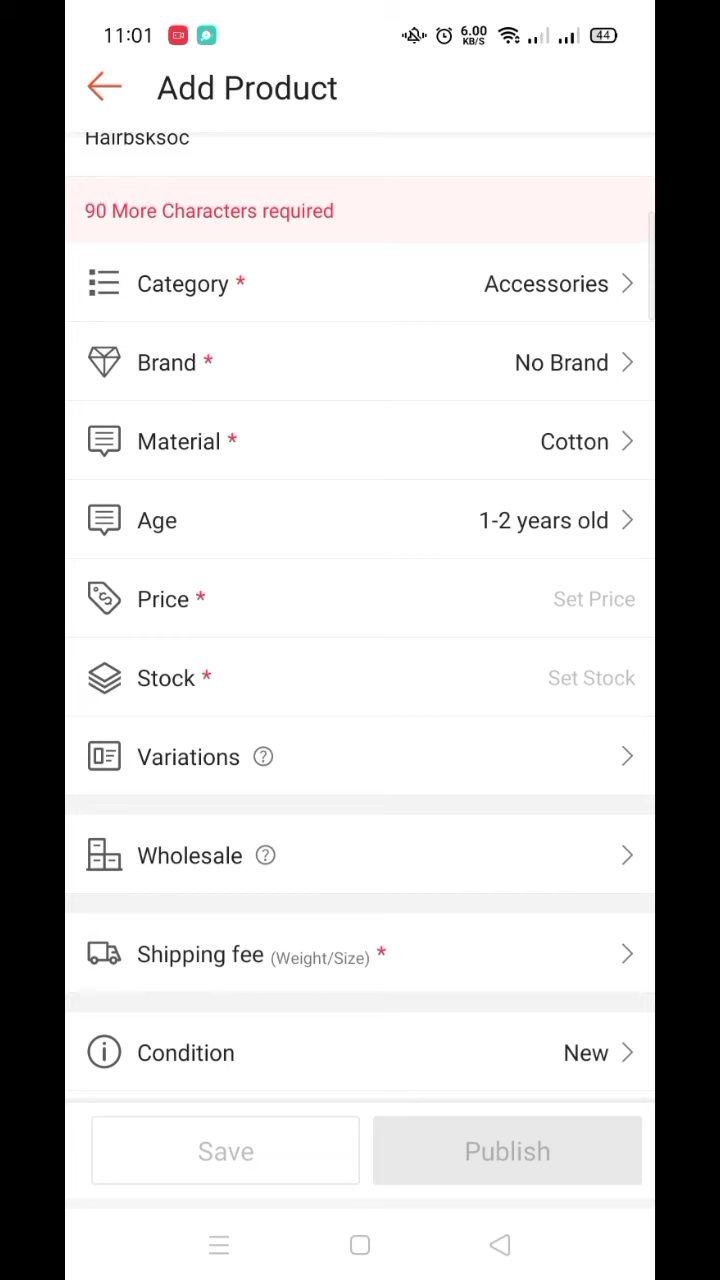 11:01 6.00 KB/S 44
Add Product
Hairbsksoc
90 More Characters required
Category * Accessories
Brand * No Brand
Material * Cotton
Age 1-2 years old
Price * Set Price
Stock * Set Stock
Variations ?
Wholesale ?
Shipping fee (Weight/Size) *
Condition New
Save Publish